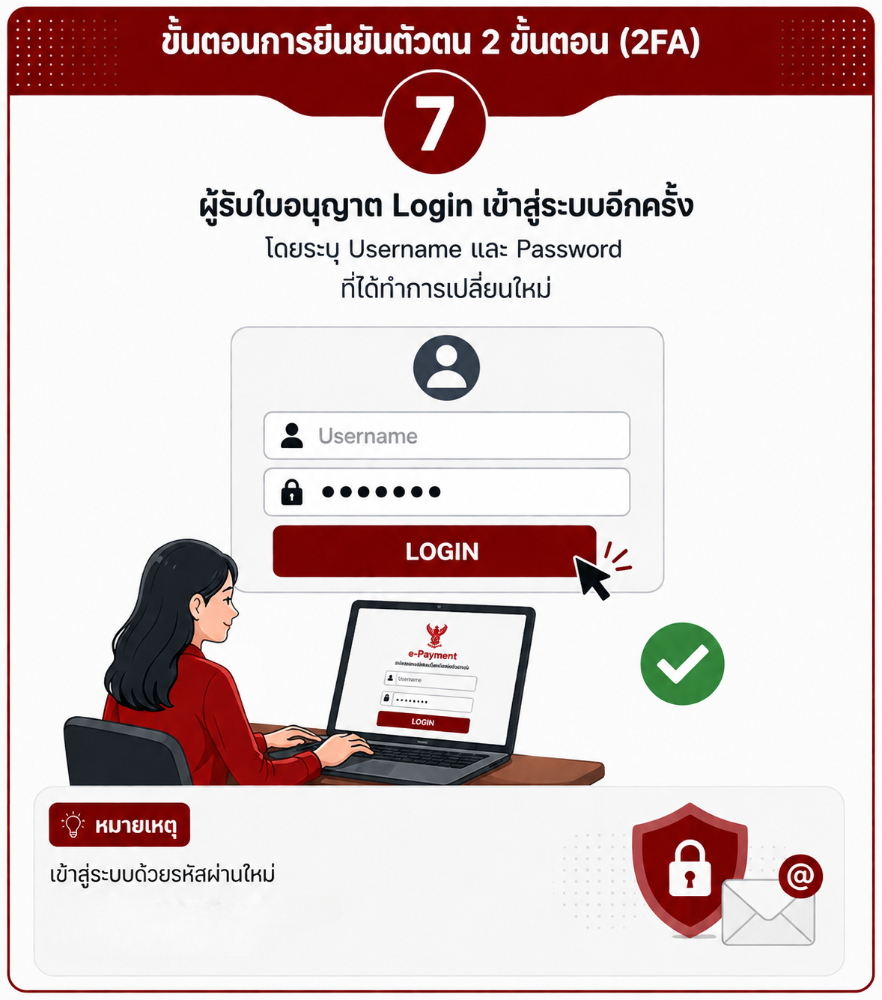 ขั้นตอนการยืนยันตัวตน 2 ขั้นตอน (2FA)
7
ผู้รับใบอนุญาต Login เข้าสู่ระบบอีกครั้ง
โดยระบุ Username และ Password
ที่ได้ทำการเปลี่ยนใหม่
Username
LOGIN
e-Payment
Username
LOGIN
หมายเหตุ
เข้าสู่ระบบด้วยรหัสผ่านใหม่
@